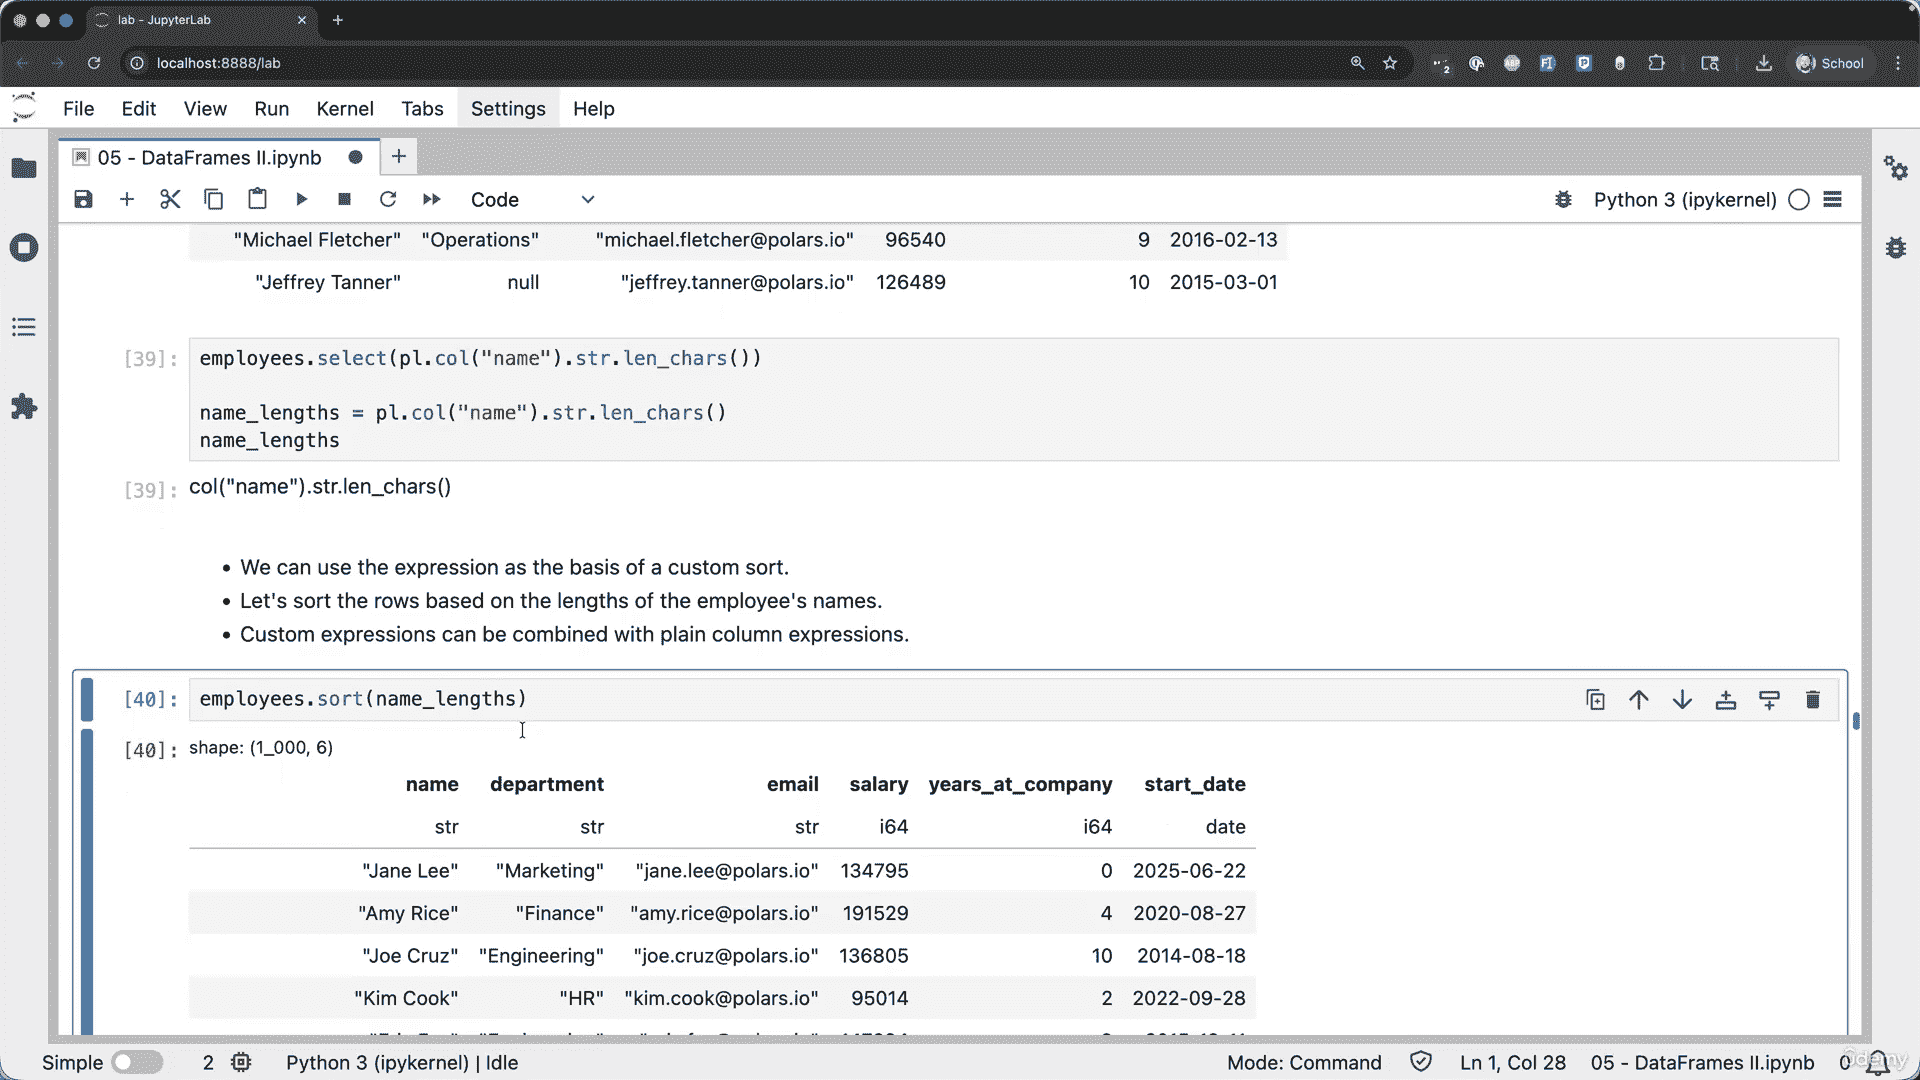 lab - JupyterLab
localhost:8888/lab
2
School
File Edit View Run Kernel Tabs Settings Help
05 - DataFrames II.ipynb
Code
Python 3 (ipykernel)
"Michael Fletcher" "Operations" "michael.fletcher@polars.io" 96540 9 2016-02-13
"Jeffrey Tanner" null "jeffrey.tanner@polars.io" 126489 10 2015-03-01
[39]: employees.select(pl.col("name").str.len_chars())
name_lengths = pl.col("name").str.len_chars()
name_lengths
[39]: col("name").str.len_chars()
• We can use the expression as the basis of a custom sort.
• Let's sort the rows based on the lengths of the employee's names.
• Custom expressions can be combined with plain column expressions.
[40]: employees.sort(name_lengths)
[40]: shape: (1_000, 6)
name department email salary years_at_company start_date
str str str i64 i64 date
"Jane Lee" "Marketing" "jane.lee@polars.io" 134795 0 2025-06-22
"Amy Rice" "Finance" "amy.rice@polars.io" 191529 4 2020-08-27
"Joe Cruz" "Engineering" "joe.cruz@polars.io" 136805 10 2014-08-18
"Kim Cook" "HR" "kim.cook@polars.io" 95014 2 2022-09-28
Simple 2 Python 3 (ipykernel) | Idle Mode: Command Ln 1, Col 28 05 - DataFrames II.ipynb 0
udemy